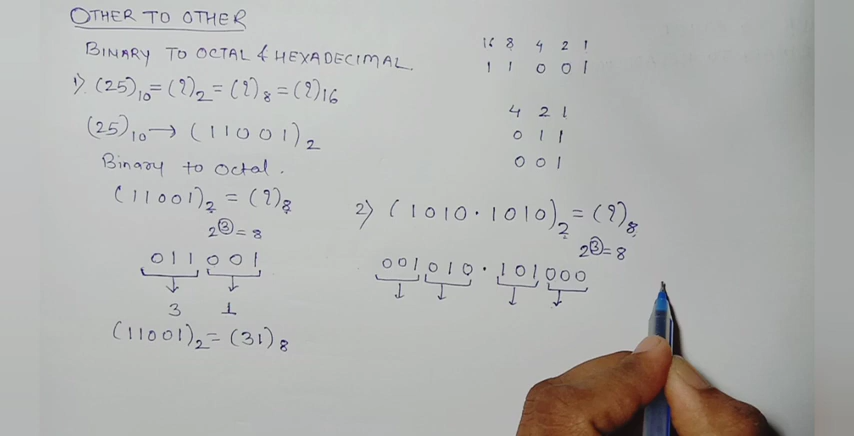 OTHER TO OTHER
BINARY TO OCTAL & HEXADECIMAL.
1) (25)₁₀ = (?)₂ = (?)₈ = (?)16
(25)₁₀ → (11001)₂
Binary to Octal.
(11001)₂ = (?)₈
2³ = 8
011 001
3 1
(11001)₂ = (31)₈
16 8 4 2 1
1 1 0 0 1
4 2 1
0 1 1
0 0 1
2) (1010.1010)₂ = (?)₈
2³ = 8
001 010 . 101 000